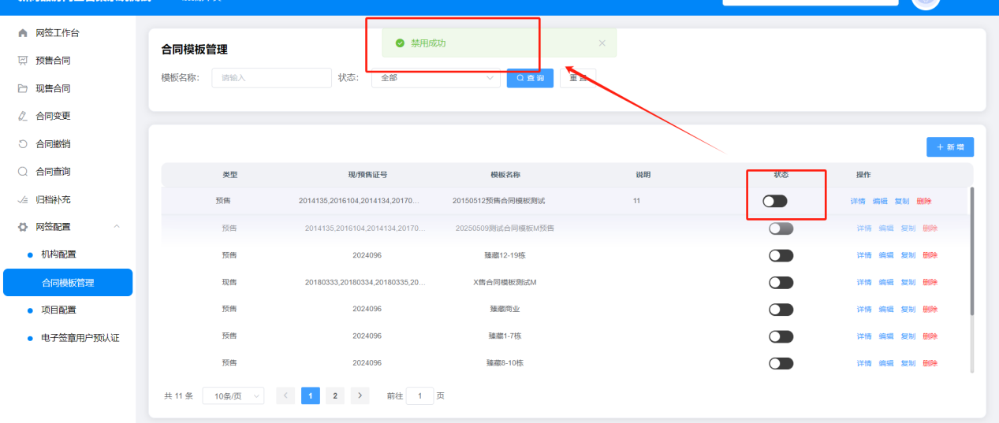 网签工作台
预售合同
现售合同
合同变更
合同撤销
合同查询
归档补充
网签配置
机构配置
合同模板管理
项目配置
电子签章用户预认证
禁用成功
合同模板管理
模板名称： 请输入 状态： 全部 查询 重
+ 新增
类型 现/预售证号 模板名称 说明 状态 操作
预售 2014135,2016104,2014134,20170... 20150512预售合同模板测试 11 详情 编辑 复制 删除
预售 2014135,2016104,2014134,20170... 20250509测试合同模板M预售 详情 编辑 复制 删除
预售 2024096 臻藏12-19栋 详情 编辑 复制 删除
现售 20180333,20180334,20180335,20... X售合同模板测试M 详情 编辑 复制 删除
预售 2024096 臻藏商业 详情 编辑 复制 删除
预售 2024096 臻藏1-7栋 详情 编辑 复制 删除
预售 2024096 臻藏8-10栋 详情 编辑 复制 删除
共 11 条 10条/页 1 2 前往 1 页